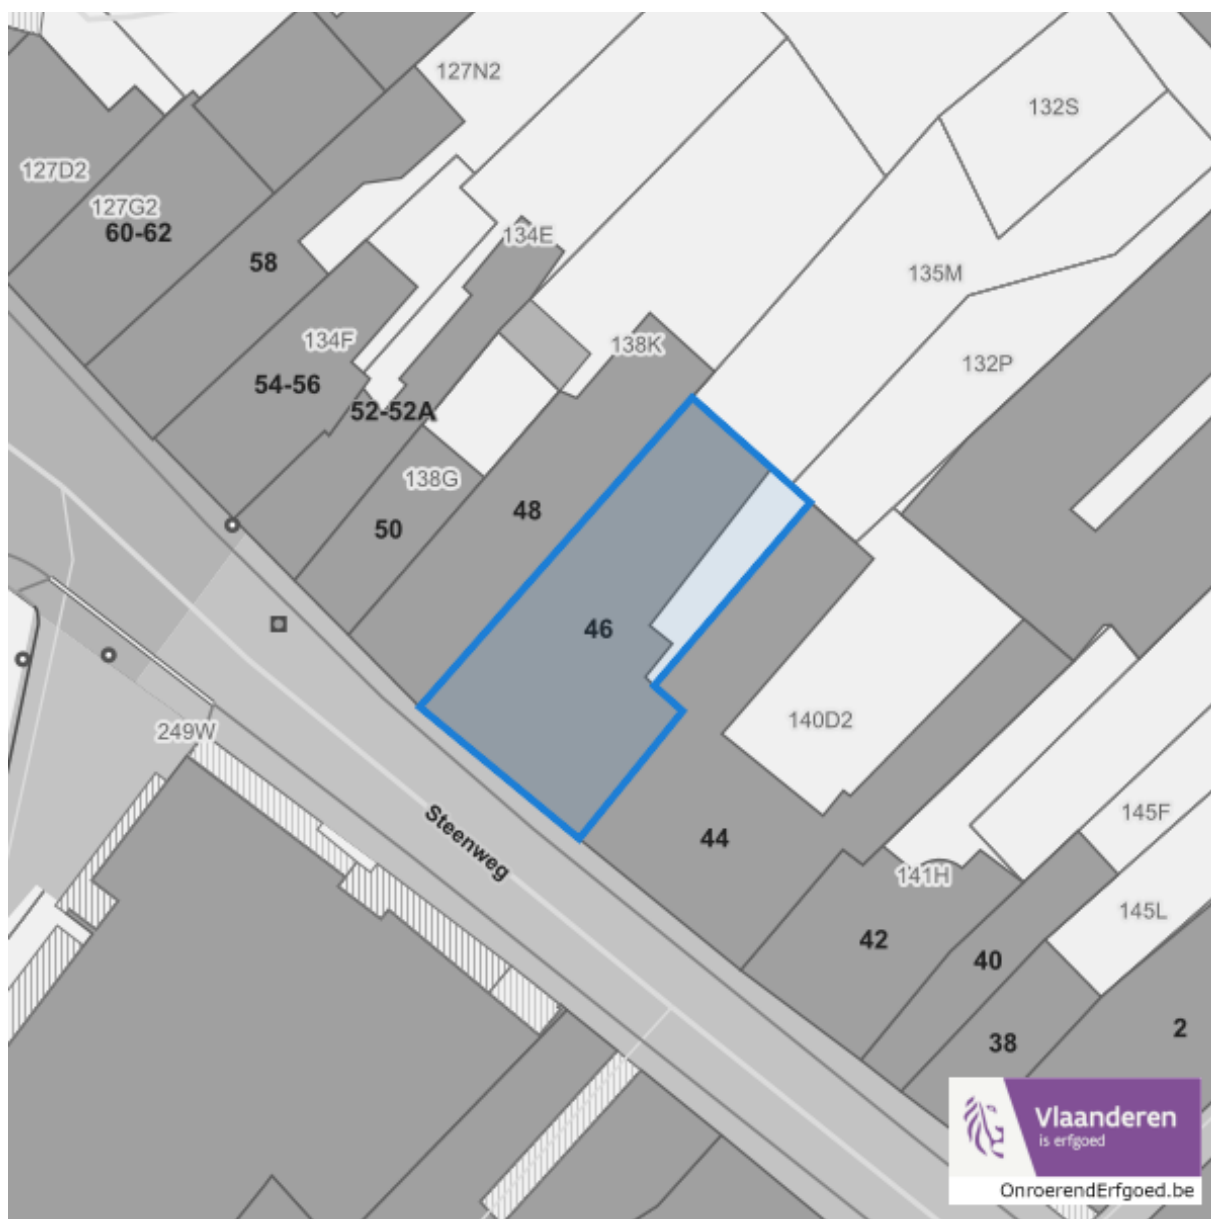 127N2
132S
127D2
127G2
60-62
134E
58
135M
134F
138K
132P
54-56
52-52A
138G
48
50
46
140D2
249W
145F
Steenweg
44
141H
145L
42
40
2
38
Vlaanderen
is erfgoed
OnroerendErfgoed.be